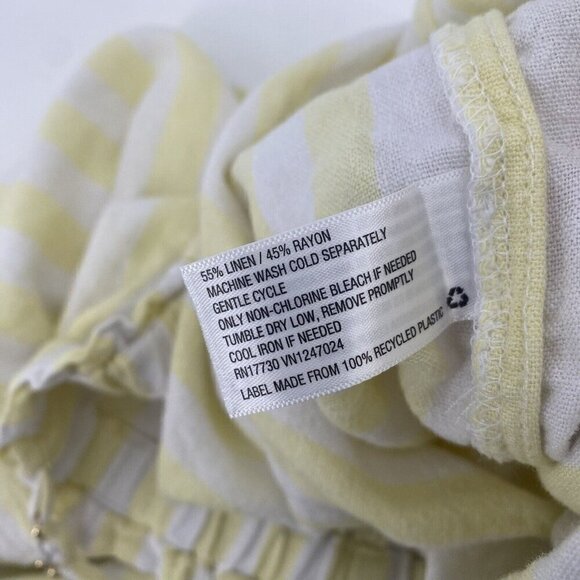 55% LINEN / 45% RAYON
MACHINE WASH COLD SEPARATELY
GENTLE CYCLE
ONLY NON-CHLORINE BLEACH IF NEEDED
TUMBLE DRY LOW, REMOVE PROMPTLY
COOL IRON IF NEEDED
RN17730 VN1247024
LABEL MADE FROM 100% RECYCLED PLASTIC